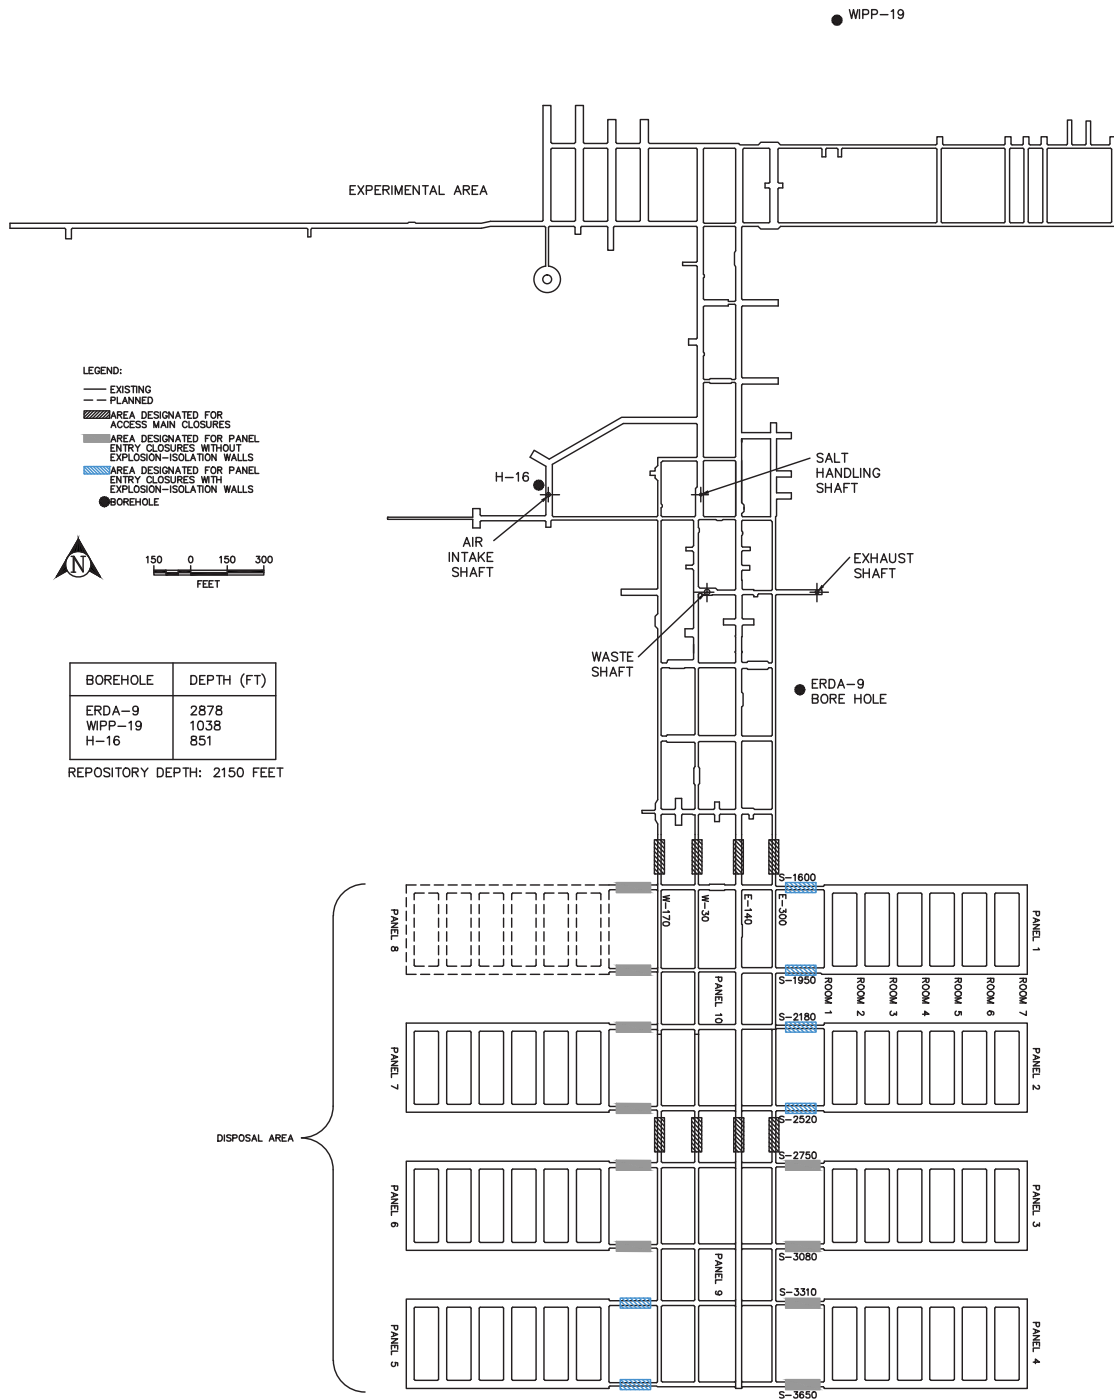 WIPP-19
EXPERIMENTAL AREA
LEGEND:
EXISTING
PLANNED
AREA DESIGNATED FOR
ACCESS MAIN CLOSURES
AREA DESIGNATED FOR PANEL
ENTRY CLOSURES WITHOUT
EXPLOSION-ISOLATION WALLS
AREA DESIGNATED FOR PANEL
ENTRY CLOSURES WITH
EXPLOSION-ISOLATION WALLS
BOREHOLE
H-16
SALT
HANDLING
SHAFT
AIR
INTAKE
SHAFT
N
150 0 150 300
FEET
EXHAUST
SHAFT
WASTE
SHAFT
ERDA-9
BORE HOLE
BOREHOLE DEPTH (FT)
ERDA-9 2878
WIPP-19 1038
H-16 851
REPOSITORY DEPTH: 2150 FEET
S-1600
W-170
W-30
E-140
E-300
PANEL 8
PANEL 1
S-1950
PANEL 10
ROOM 1
ROOM 2
ROOM 3
ROOM 4
ROOM 5
ROOM 6
ROOM 7
S-2180
PANEL 7
PANEL 2
S-2520
DISPOSAL AREA
S-2750
PANEL 6
PANEL 3
S-3080
PANEL 9
S-3310
PANEL 5
PANEL 4
S-3650